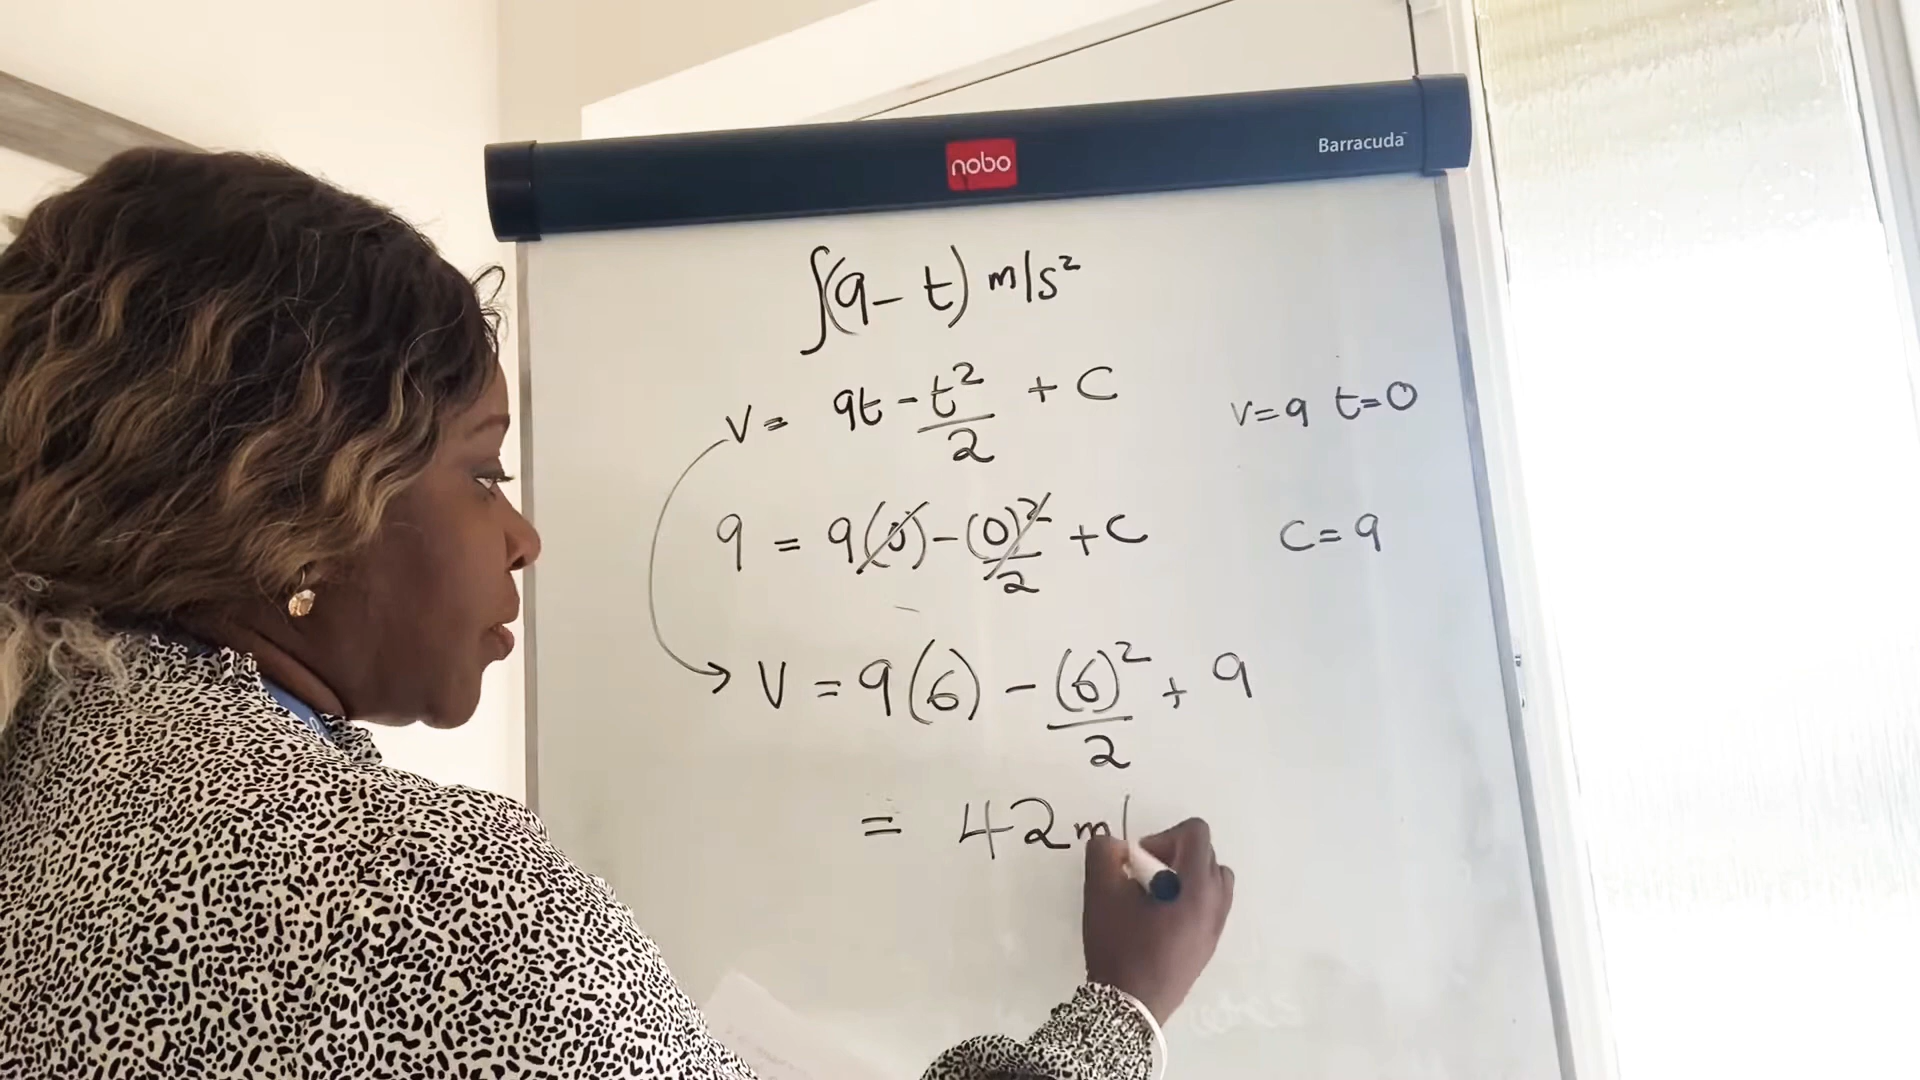 nobo
Barracuda™
∫(9 - t) m/s²
v = 9t - t²/2 + C
v=9 t=0
9 = 9(0) - (0)²/2 + C
C = 9
V = 9(6) - (6)²/2 + 9
= 42m/